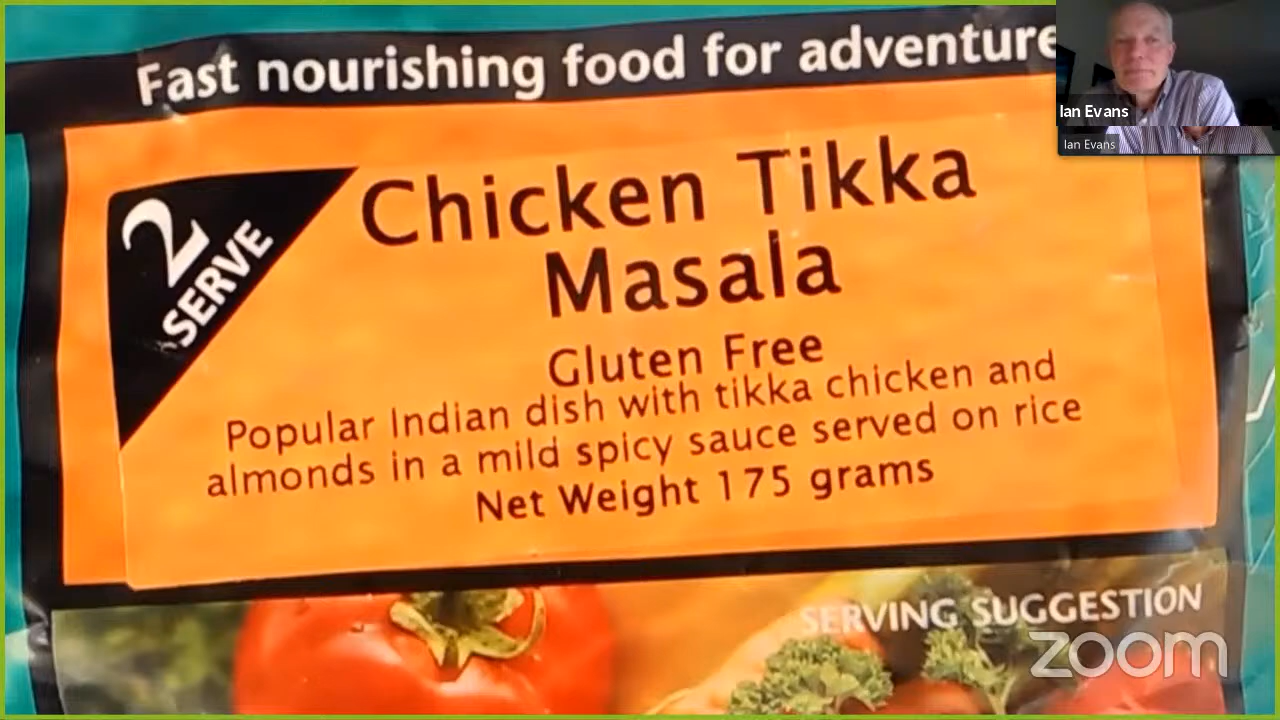 Fast nourishing food for adventure
Ian Evans
Ian Evans
2
SERVE
Chicken Tikka
Masala
Gluten Free
Popular Indian dish with tikka chicken and
almonds in a mild spicy sauce served on rice
Net Weight 175 grams
SERVING SUGGESTION
zoom